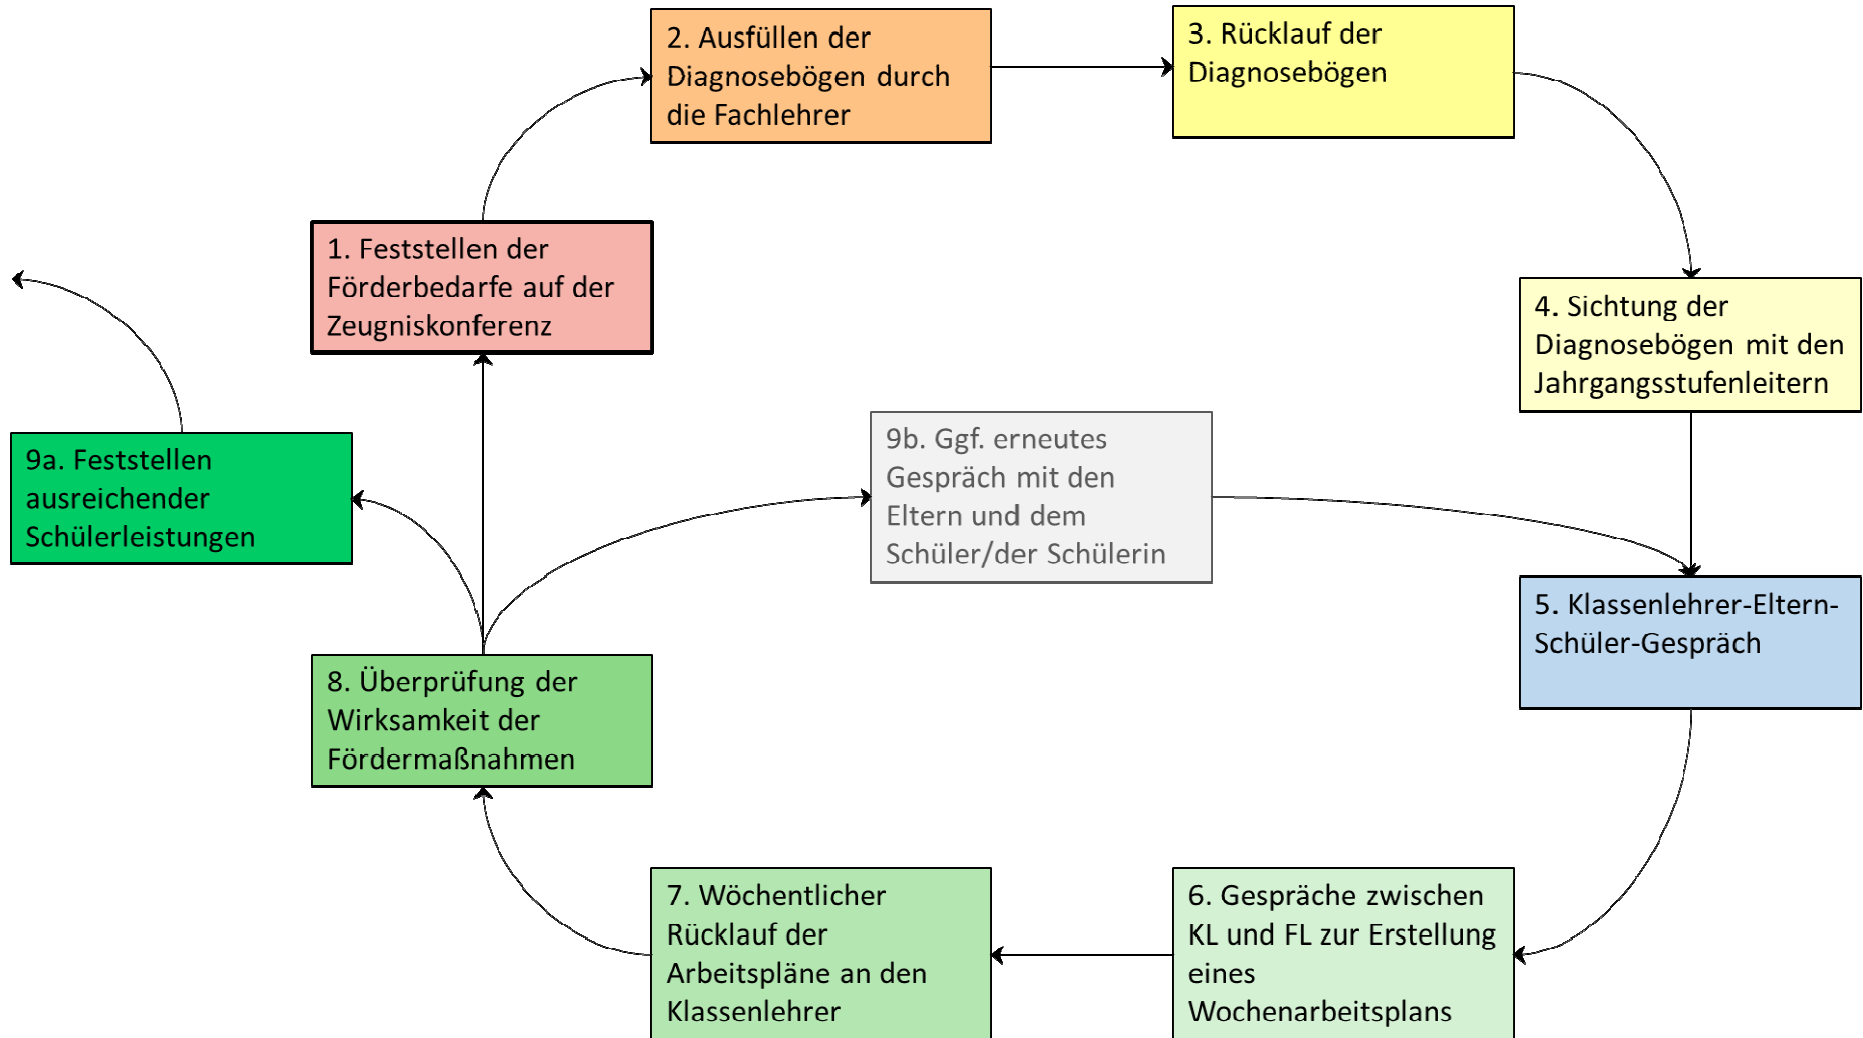 1. Feststellen der
Förderbedarfe auf der
Zeugniskonferenz
2. Ausfüllen der
Diagnosebögen durch
die Fachlehrer
3. Rücklauf der
Diagnosebögen
4. Sichtung der
Diagnosebögen mit den
Jahrgangsstufenleitern
5. Klassenlehrer-Eltern-
Schüler-Gespräch
6. Gespräche zwischen
KL und FL zur Erstellung
eines
Wochenarbeitsplans
7. Wöchentlicher
Rücklauf der
Arbeitspläne an den
Klassenlehrer
8. Überprüfung der
Wirksamkeit der
Fördermaßnahmen
9a. Feststellen
ausreichender
Schülerleistungen
9b. Ggf. erneutes
Gespräch mit den
Eltern und dem
Schüler/der Schülerin